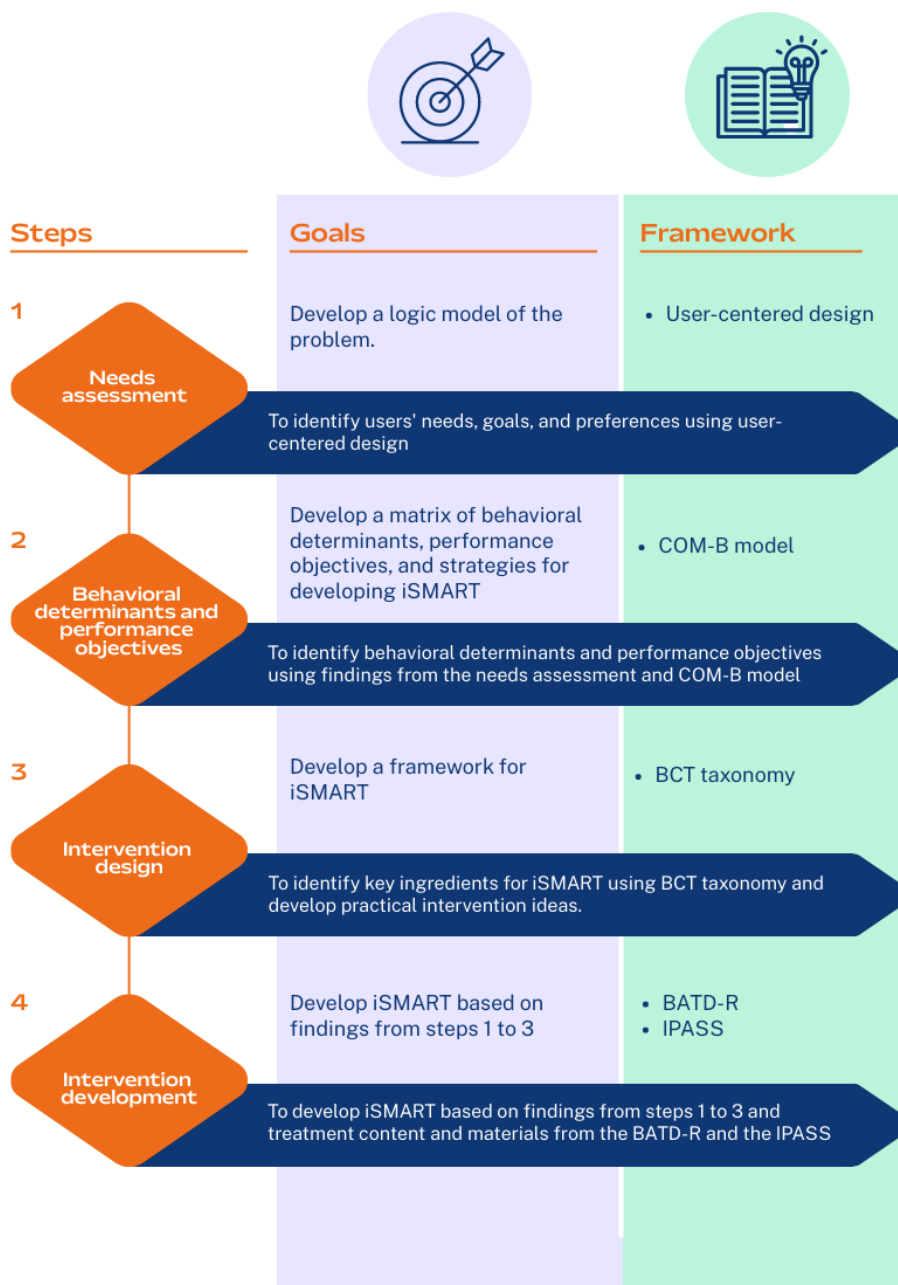 Steps
Goals
Framework
1
Needs
assessment
Develop a logic model of the
problem.
• User-centered design
To identify users' needs, goals, and preferences using user-
centered design
2
Behavioral
determinants and
performance
objectives
Develop a matrix of behavioral
determinants, performance
objectives, and strategies for
developing iSMART
• COM-B model
To identify behavioral determinants and performance objectives
using findings from the needs assessment and COM-B model
3
Intervention
design
Develop a framework for
iSMART
• BCT taxonomy
To identify key ingredients for iSMART using BCT taxonomy and
develop practical intervention ideas.
4
Intervention
development
Develop iSMART based on
findings from steps 1 to 3
• BATD-R
• IPASS
To develop iSMART based on findings from steps 1 to 3 and
treatment content and materials from the BATD-R and the IPASS